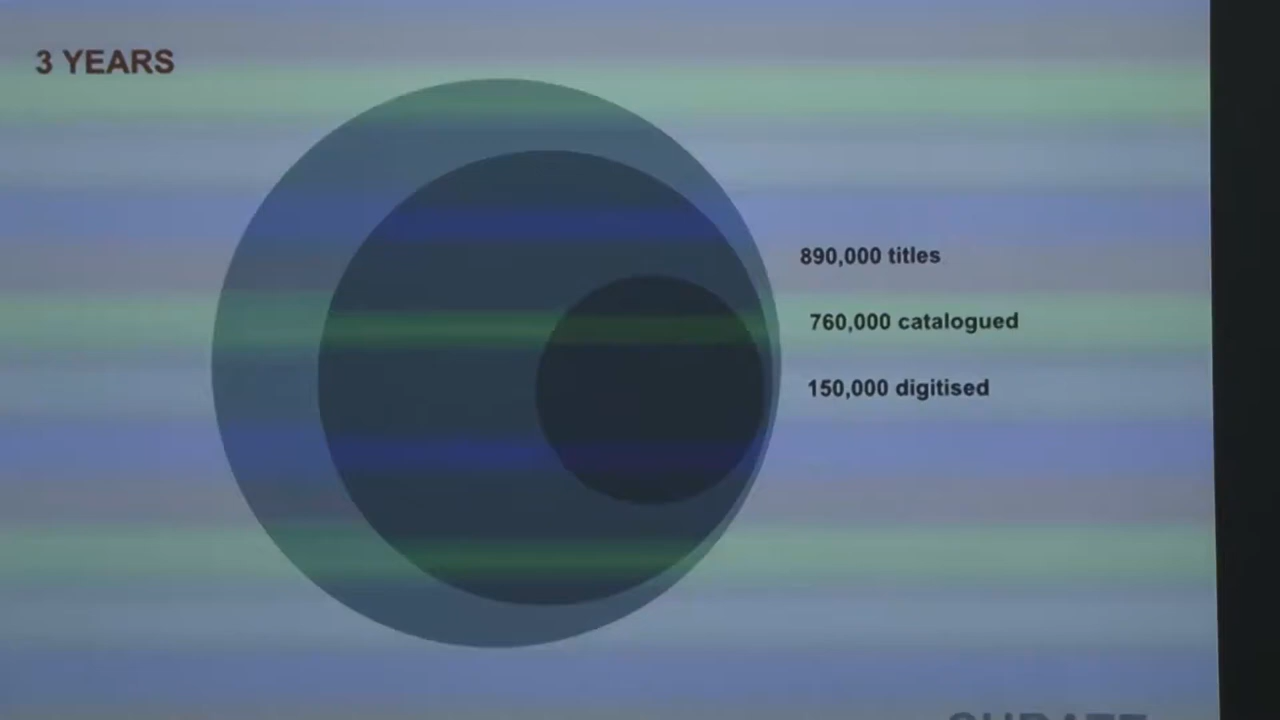 3 YEARS
890,000 titles
760,000 catalogued
150,000 digitised